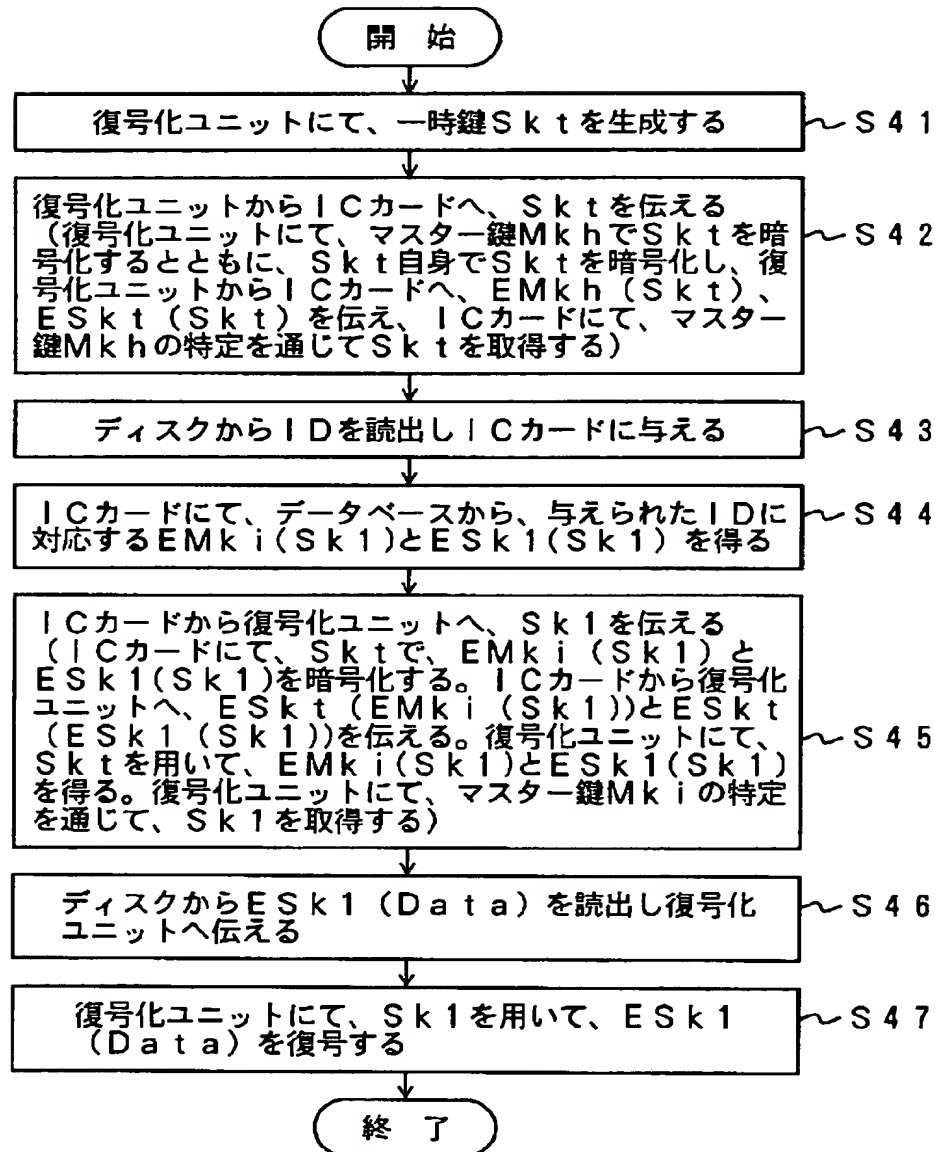 開 始
復号化ユニットにて、一時鍵Sktを生成する
～S41
復号化ユニットからICカードへ、Sktを伝える
（復号化ユニットにて、マスター鍵MkhでSktを暗
～S42
号化するとともに、Skt自身でSktを暗号化し、復
号化ユニットからICカードへ、EMkh（Skt）、
ESkt（Skt）を伝え、ICカードにて、マスター
鍵Mkhの特定を通じてSktを取得する）
ディスクからIDを読出しICカードに与える
～S43
ICカードにて、データベースから、与えられたIDに
～S44
対応するEMki(Sk1)とESk1(Sk1)を得る
ICカードから復号化ユニットへ、Sk1を伝える
（ICカードにて、Sktで、EMki（Sk1）と
ESk1(Sk1)を暗号化する。ICカードから復号化
ユニットへ、ESkt（EMki（Sk1))とESkt
（ESk1（Sk1))を伝える。復号化ユニットにて、
～S45
Sktを用いて、EMki(Sk1)とESk1(Sk1)
を得る。復号化ユニットにて、マスター鍵Mkiの特定
を通じて、Sk1を取得する）
ディスクからESk1（Data）を読出し復号化
～S46
ユニットへ伝える
復号化ユニットにて、Sk1を用いて、ESk1
～S47
（Data）を復号する
終 了